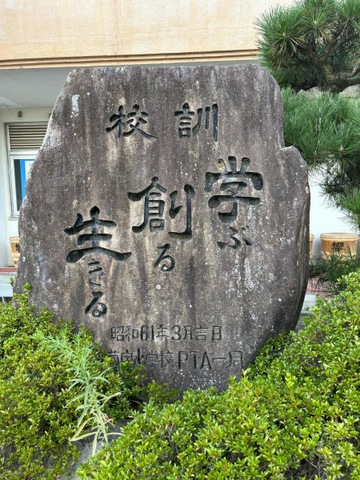 校訓
学ぶ
創る
生きる
昭和61年3月吉日
小学校PTA一同